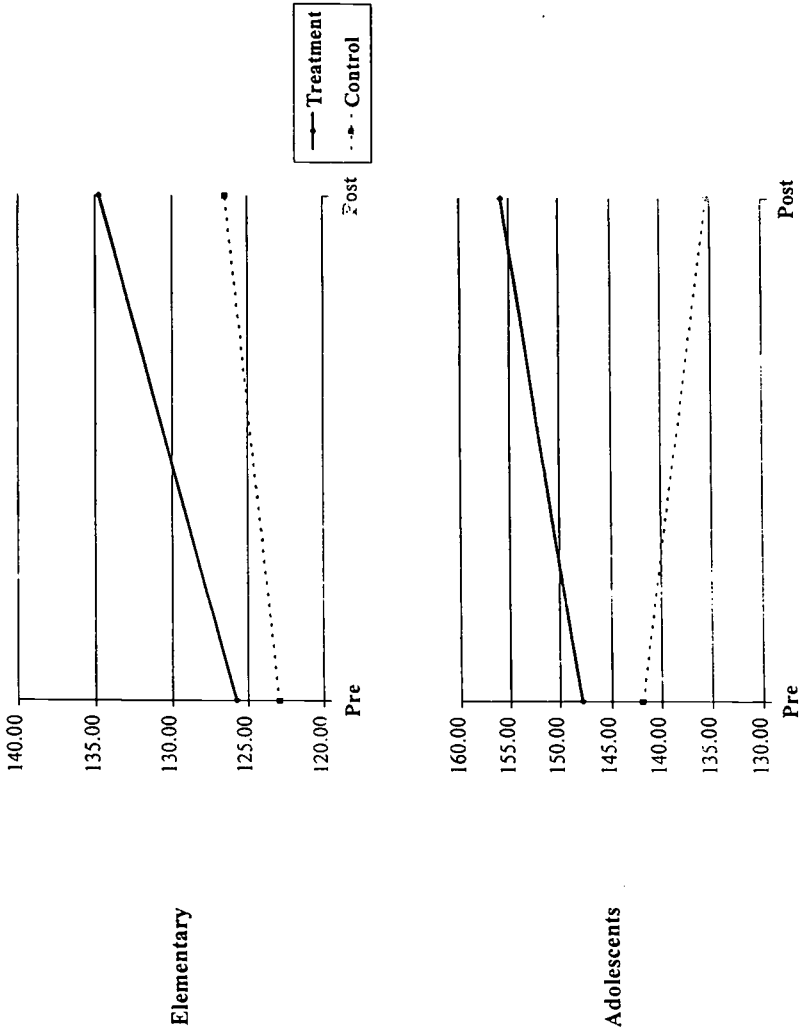 Elementary
140.00
135.00
130.00
125.00
120.00
Pre
Post
Treatment
Control
Adolescents
160.00
155.00
150.00
145.00
140.00
135.00
130.00
Pre
Post